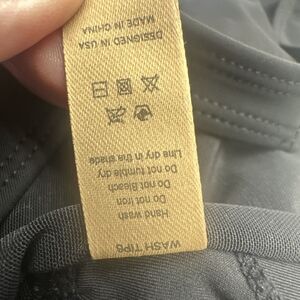 WASH TIPS
Hand wash
Do not Iron
Do not Bleach
Do not tumble dry
Line dry in the shade
DESIGNED IN USA
MADE IN CHINA